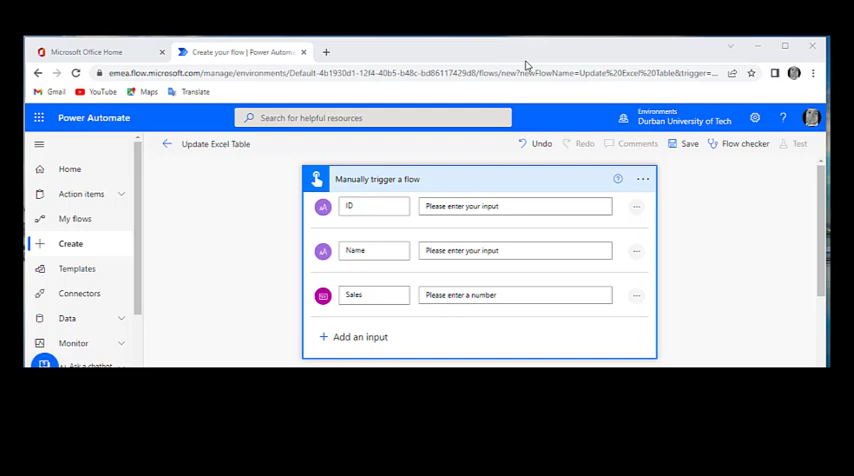 Microsoft Office Home
Create your flow | Power Automate
emea.flow.microsoft.com/manage/environments/Default-4b1930d1-12f4-40b5-b48c-bd86117429d8/flows/new?newFlowName=Update%20Excel%20Table&trigger=...
Gmail YouTube Maps Translate
Power Automate
Search for helpful resources
Environments
Durban University of Tech
Update Excel Table
Undo Redo Comments Save Flow checker Test
Home
Action items
My flows
Create
Templates
Connectors
Data
Monitor
Ask a chatbot
Manually trigger a flow
ID Please enter your input
Name Please enter your input
Sales Please enter a number
Add an input